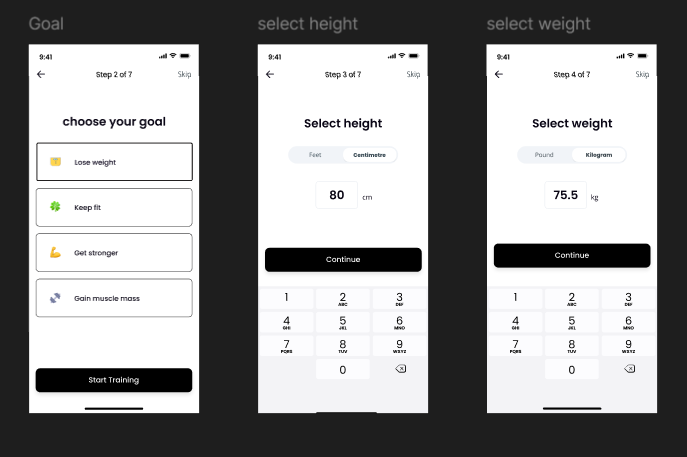 Goal
9:41
Step 2 of 7
Skip
choose your goal
Lose weight
Keep fit
Get stronger
Gain muscle mass
Start Training
select height
9:41
Step 3 of 7
Skip
Select height
Feet
Centimetre
80 cm
Continue
1 2 3
ABC DEF
4 5 6
GHI JKL MNO
7 8 9
PQRS TUV WXYZ
0
select weight
9:41
Step 4 of 7
Skip
Select weight
Pound
Kilogram
75.5 kg
Continue
1 2 3
ABC DEF
4 5 6
GHI JKL MNO
7 8 9
PQRS TUV WXYZ
0